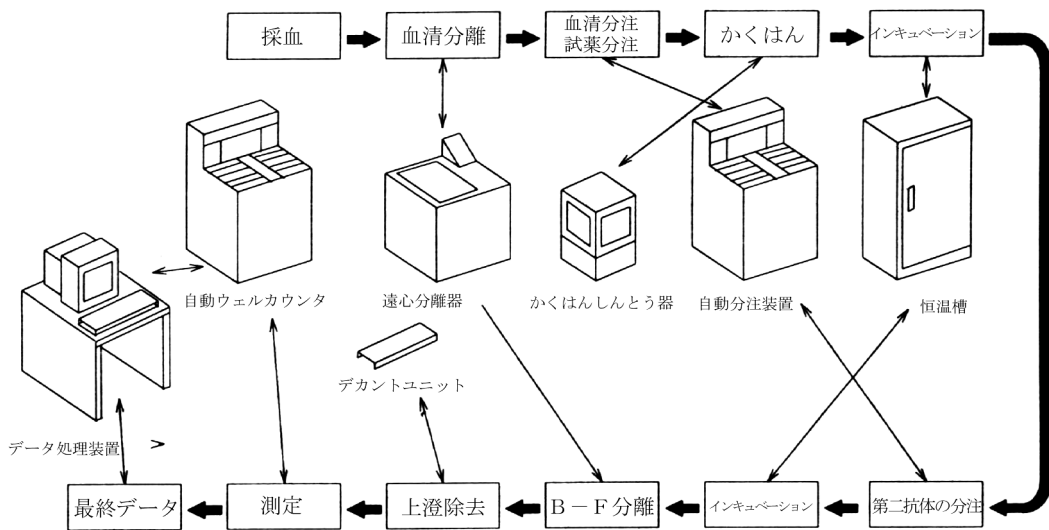 採血
血清分離
血清分注
試薬分注
かくはん
インキュベーション
自動ウェルカウンタ
遠心分離器
かくはんしんとう器
自動分注装置
恒温槽
デカントユニット
データ処理装置
最終データ
測定
上澄除去
B－F分離
インキュベーション
第二抗体の分注